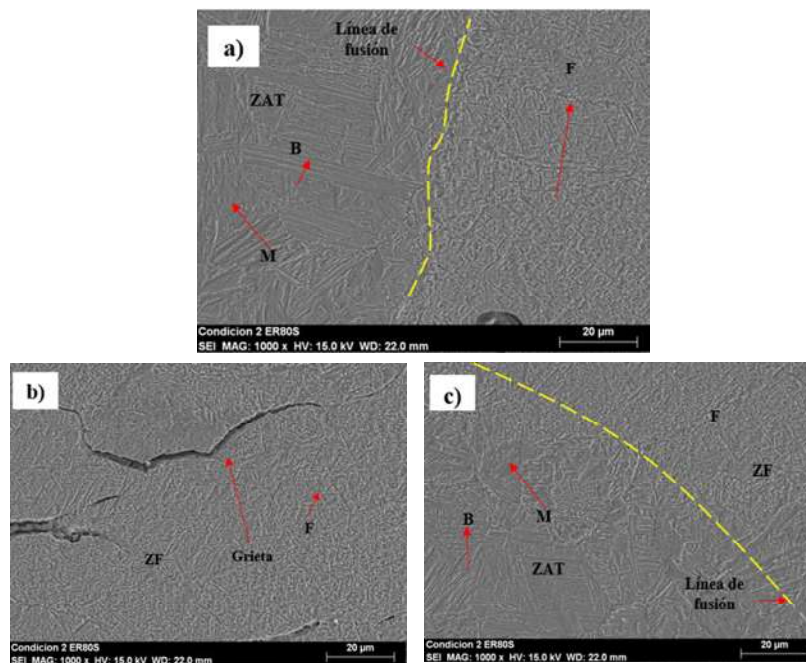 a)
Línea de
fusión
F
ZAT
B
M
Condicion 2 ER80S
SEI MAG: 1000 x HV: 15.0 kV WD: 22.0 mm
20 µm
b)
F
ZF
Grieta
Condicion 2 ER80S
SEI MAG: 1000 x HV: 15.0 kV WD: 22.0 mm
20 µm
c)
F
ZF
B
M
ZAT
Línea de
fusión
Condicion 2 ER80S
SEI MAG: 1000 x HV: 15.0 kV WD: 22.0 mm
20 µm